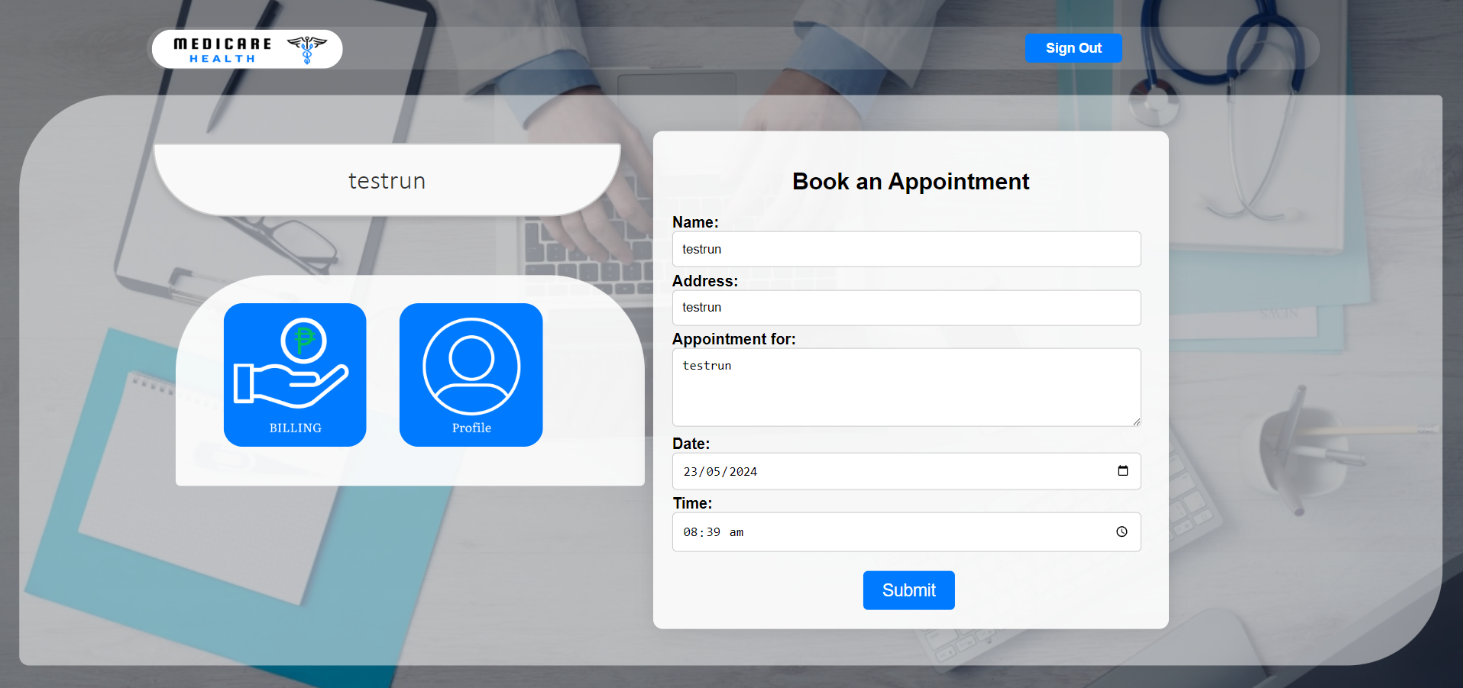 MEDICARE
HEALTH
Sign Out
testrun
BILLING
Profile
Book an Appointment
Name:
testrun
Address:
testrun
Appointment for:
testrun
Date:
23/05/2024
Time:
08:39 am
Submit